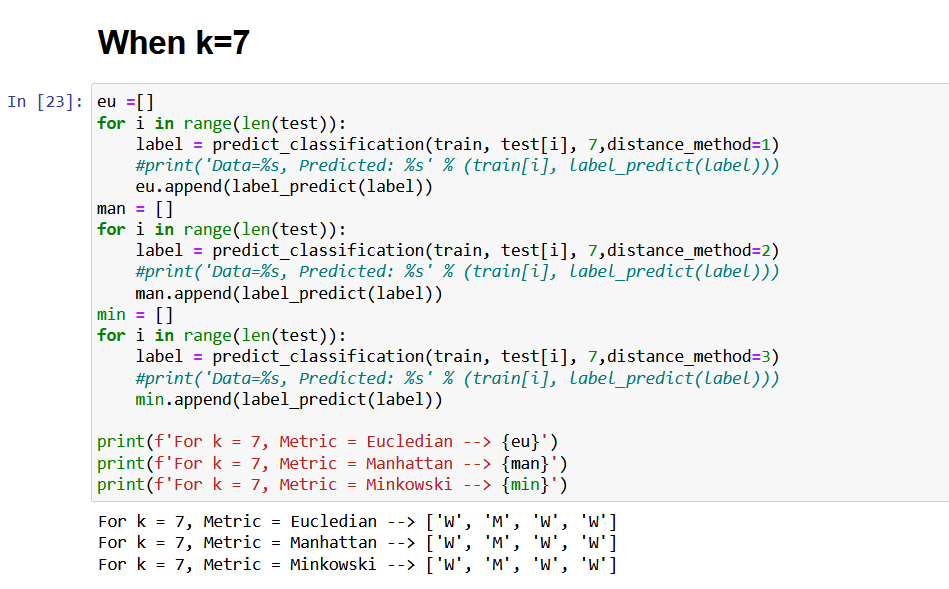 When k=7
In [23]:
eu =[]
for i in range(len(test)):
    label = predict_classification(train, test[i], 7,distance_method=1)
    #print('Data=%s, Predicted: %s' % (train[i], label_predict(label)))
    eu.append(label_predict(label))
man = []
for i in range(len(test)):
    label = predict_classification(train, test[i], 7,distance_method=2)
    #print('Data=%s, Predicted: %s' % (train[i], label_predict(label)))
    man.append(label_predict(label))
min = []
for i in range(len(test)):
    label = predict_classification(train, test[i], 7,distance_method=3)
    #print('Data=%s, Predicted: %s' % (train[i], label_predict(label)))
    min.append(label_predict(label))

print(f'For k = 7, Metric = Eucledian --> {eu}')
print(f'For k = 7, Metric = Manhattan --> {man}')
print(f'For k = 7, Metric = Minkowski --> {min}')
For k = 7, Metric = Eucledian --> ['W', 'M', 'W', 'W']
For k = 7, Metric = Manhattan --> ['W', 'M', 'W', 'W']
For k = 7, Metric = Minkowski --> ['W', 'M', 'W', 'W']